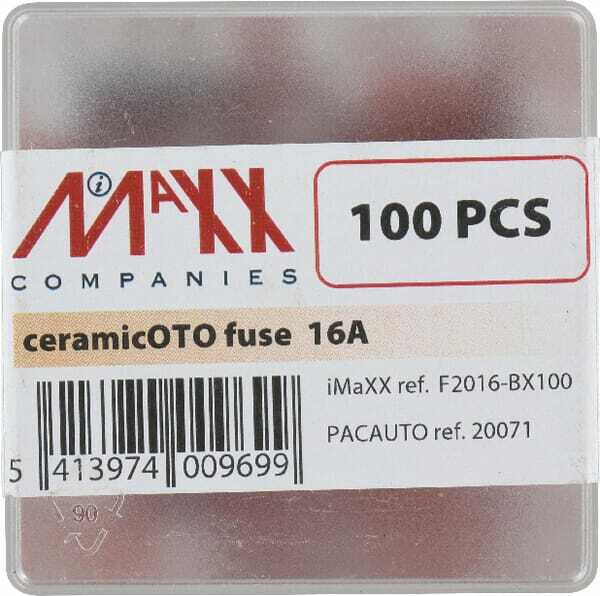 iMAXX
COMPANIES
100 PCS
ceramicOTO fuse 16A
iMaXX ref. F2016-BX100
PACAUTO ref. 20071
5 413974 009699
90